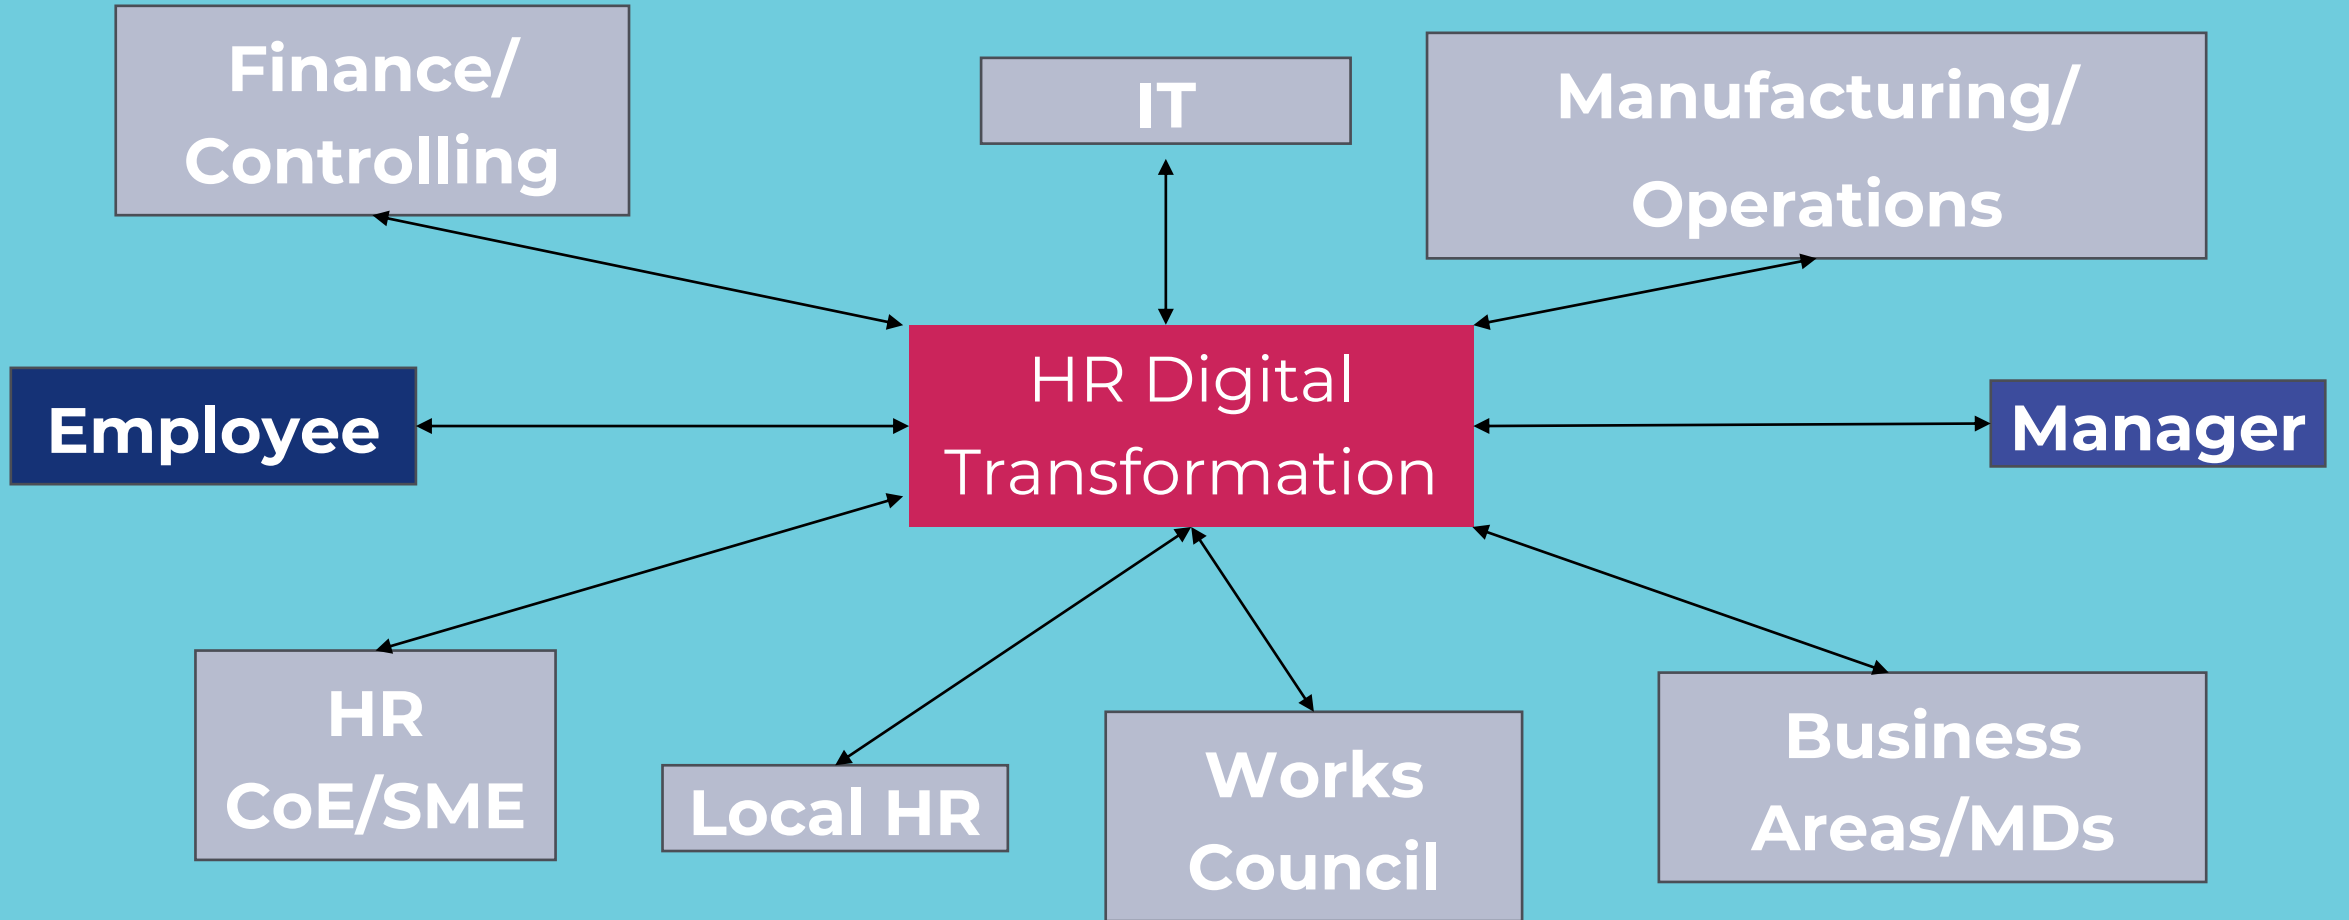 Finance/
Controlling
IT
Manufacturing/
Operations
Employee
HR Digital
Transformation
Manager
HR
CoE/SME
Local HR
Works
Council
Business
Areas/MDs